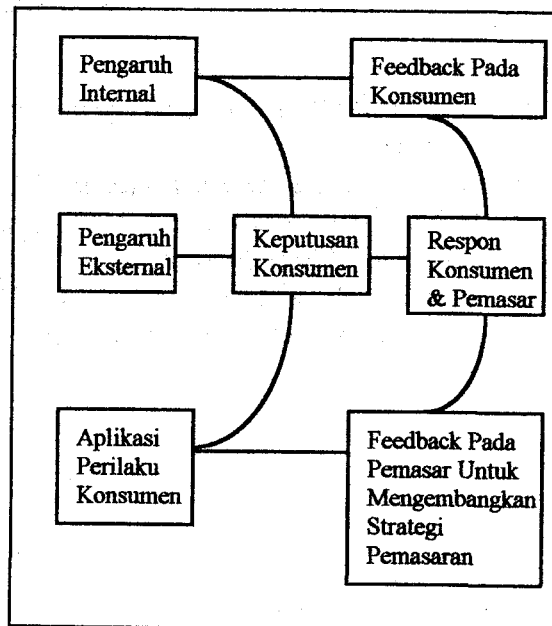 Pengaruh
Internal
Feedback Pada
Konsumen
Pengaruh
Eksternal
Keputusan
Konsumen
Respon
Konsumen
& Pemasar
Aplikasi
Perilaku
Konsumen
Feedback Pada
Pemasar Untuk
Mengembangkan
Strategi
Pemasaran